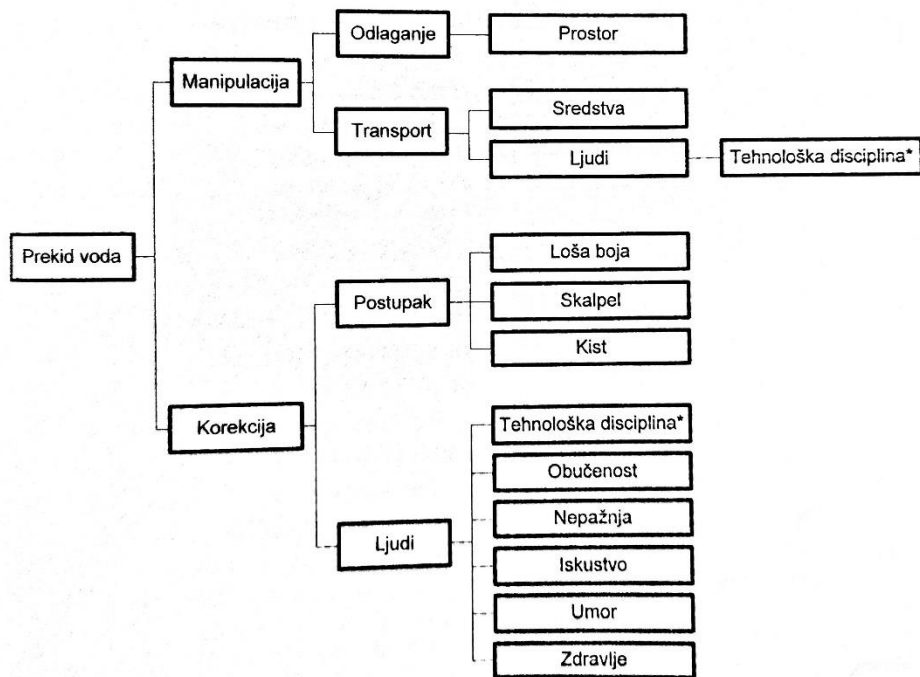 Odlaganje
Prostor
Manipulacija
Sredstva
Transport
Ljudi
Tehnološka disciplina*
Prekid voda
Loša boja
Postupak
Skalpel
Kist
Korekcija
Tehnološka disciplina*
Obučenost
Nepažnja
Ljudi
Iskustvo
Umor
Zdravlje